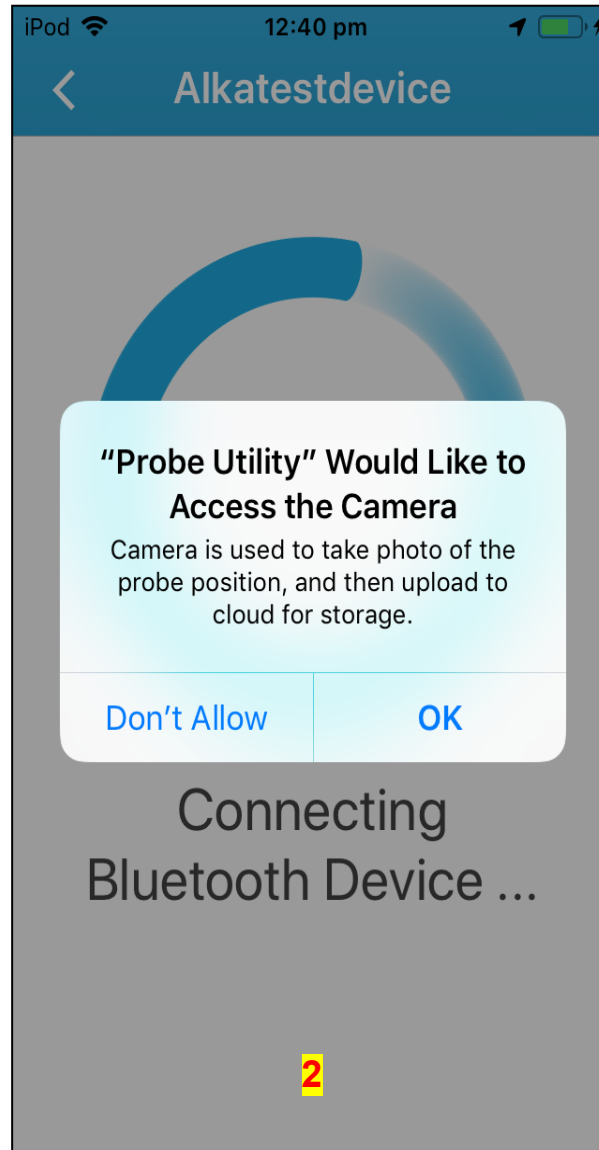 iPod 12:40 pm
Alkatestdevice
“Probe Utility” Would Like to
Access the Camera
Camera is used to take photo of the
probe position, and then upload to
cloud for storage.
Don’t Allow OK
Connecting
Bluetooth Device ...
2